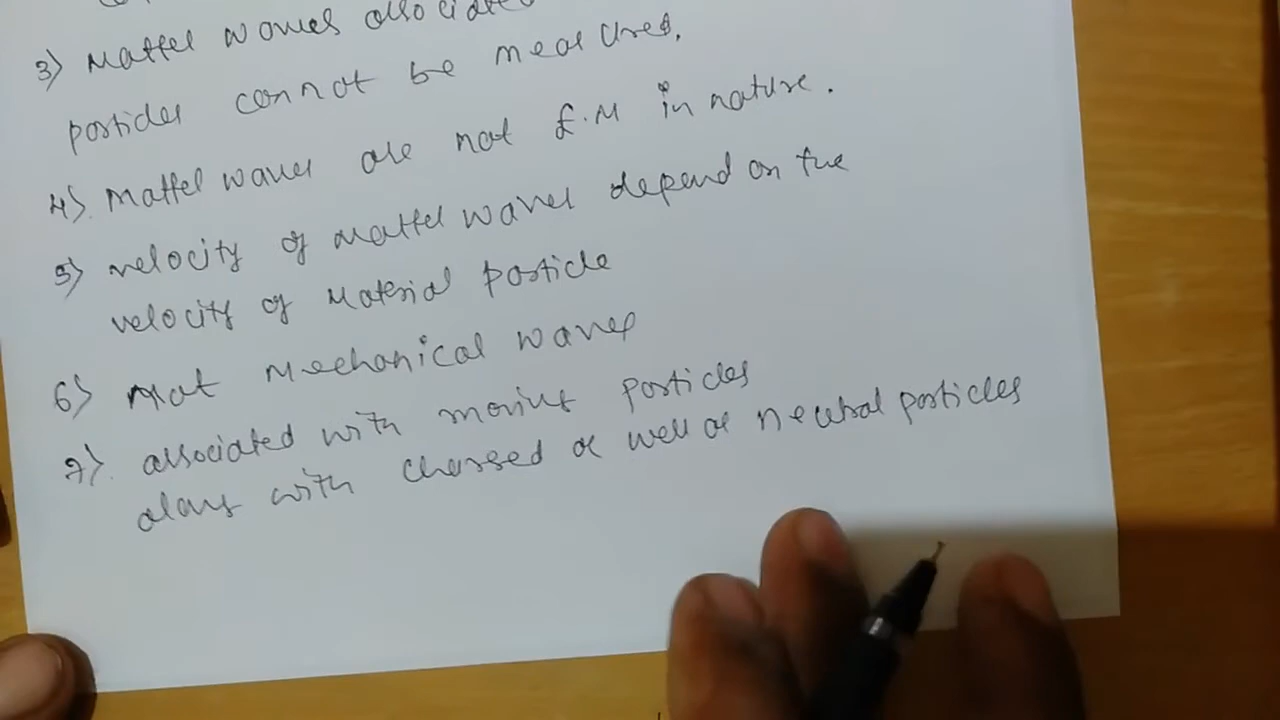 3) Matter waves associated
particles cannot be measured.
4) Matter waves are not E.M in nature.
5) velocity of matter waves depend on the
velocity of Material particle
6) Not Mechanical waves
7) associated with moving particles
along with charged as well as neutral particles